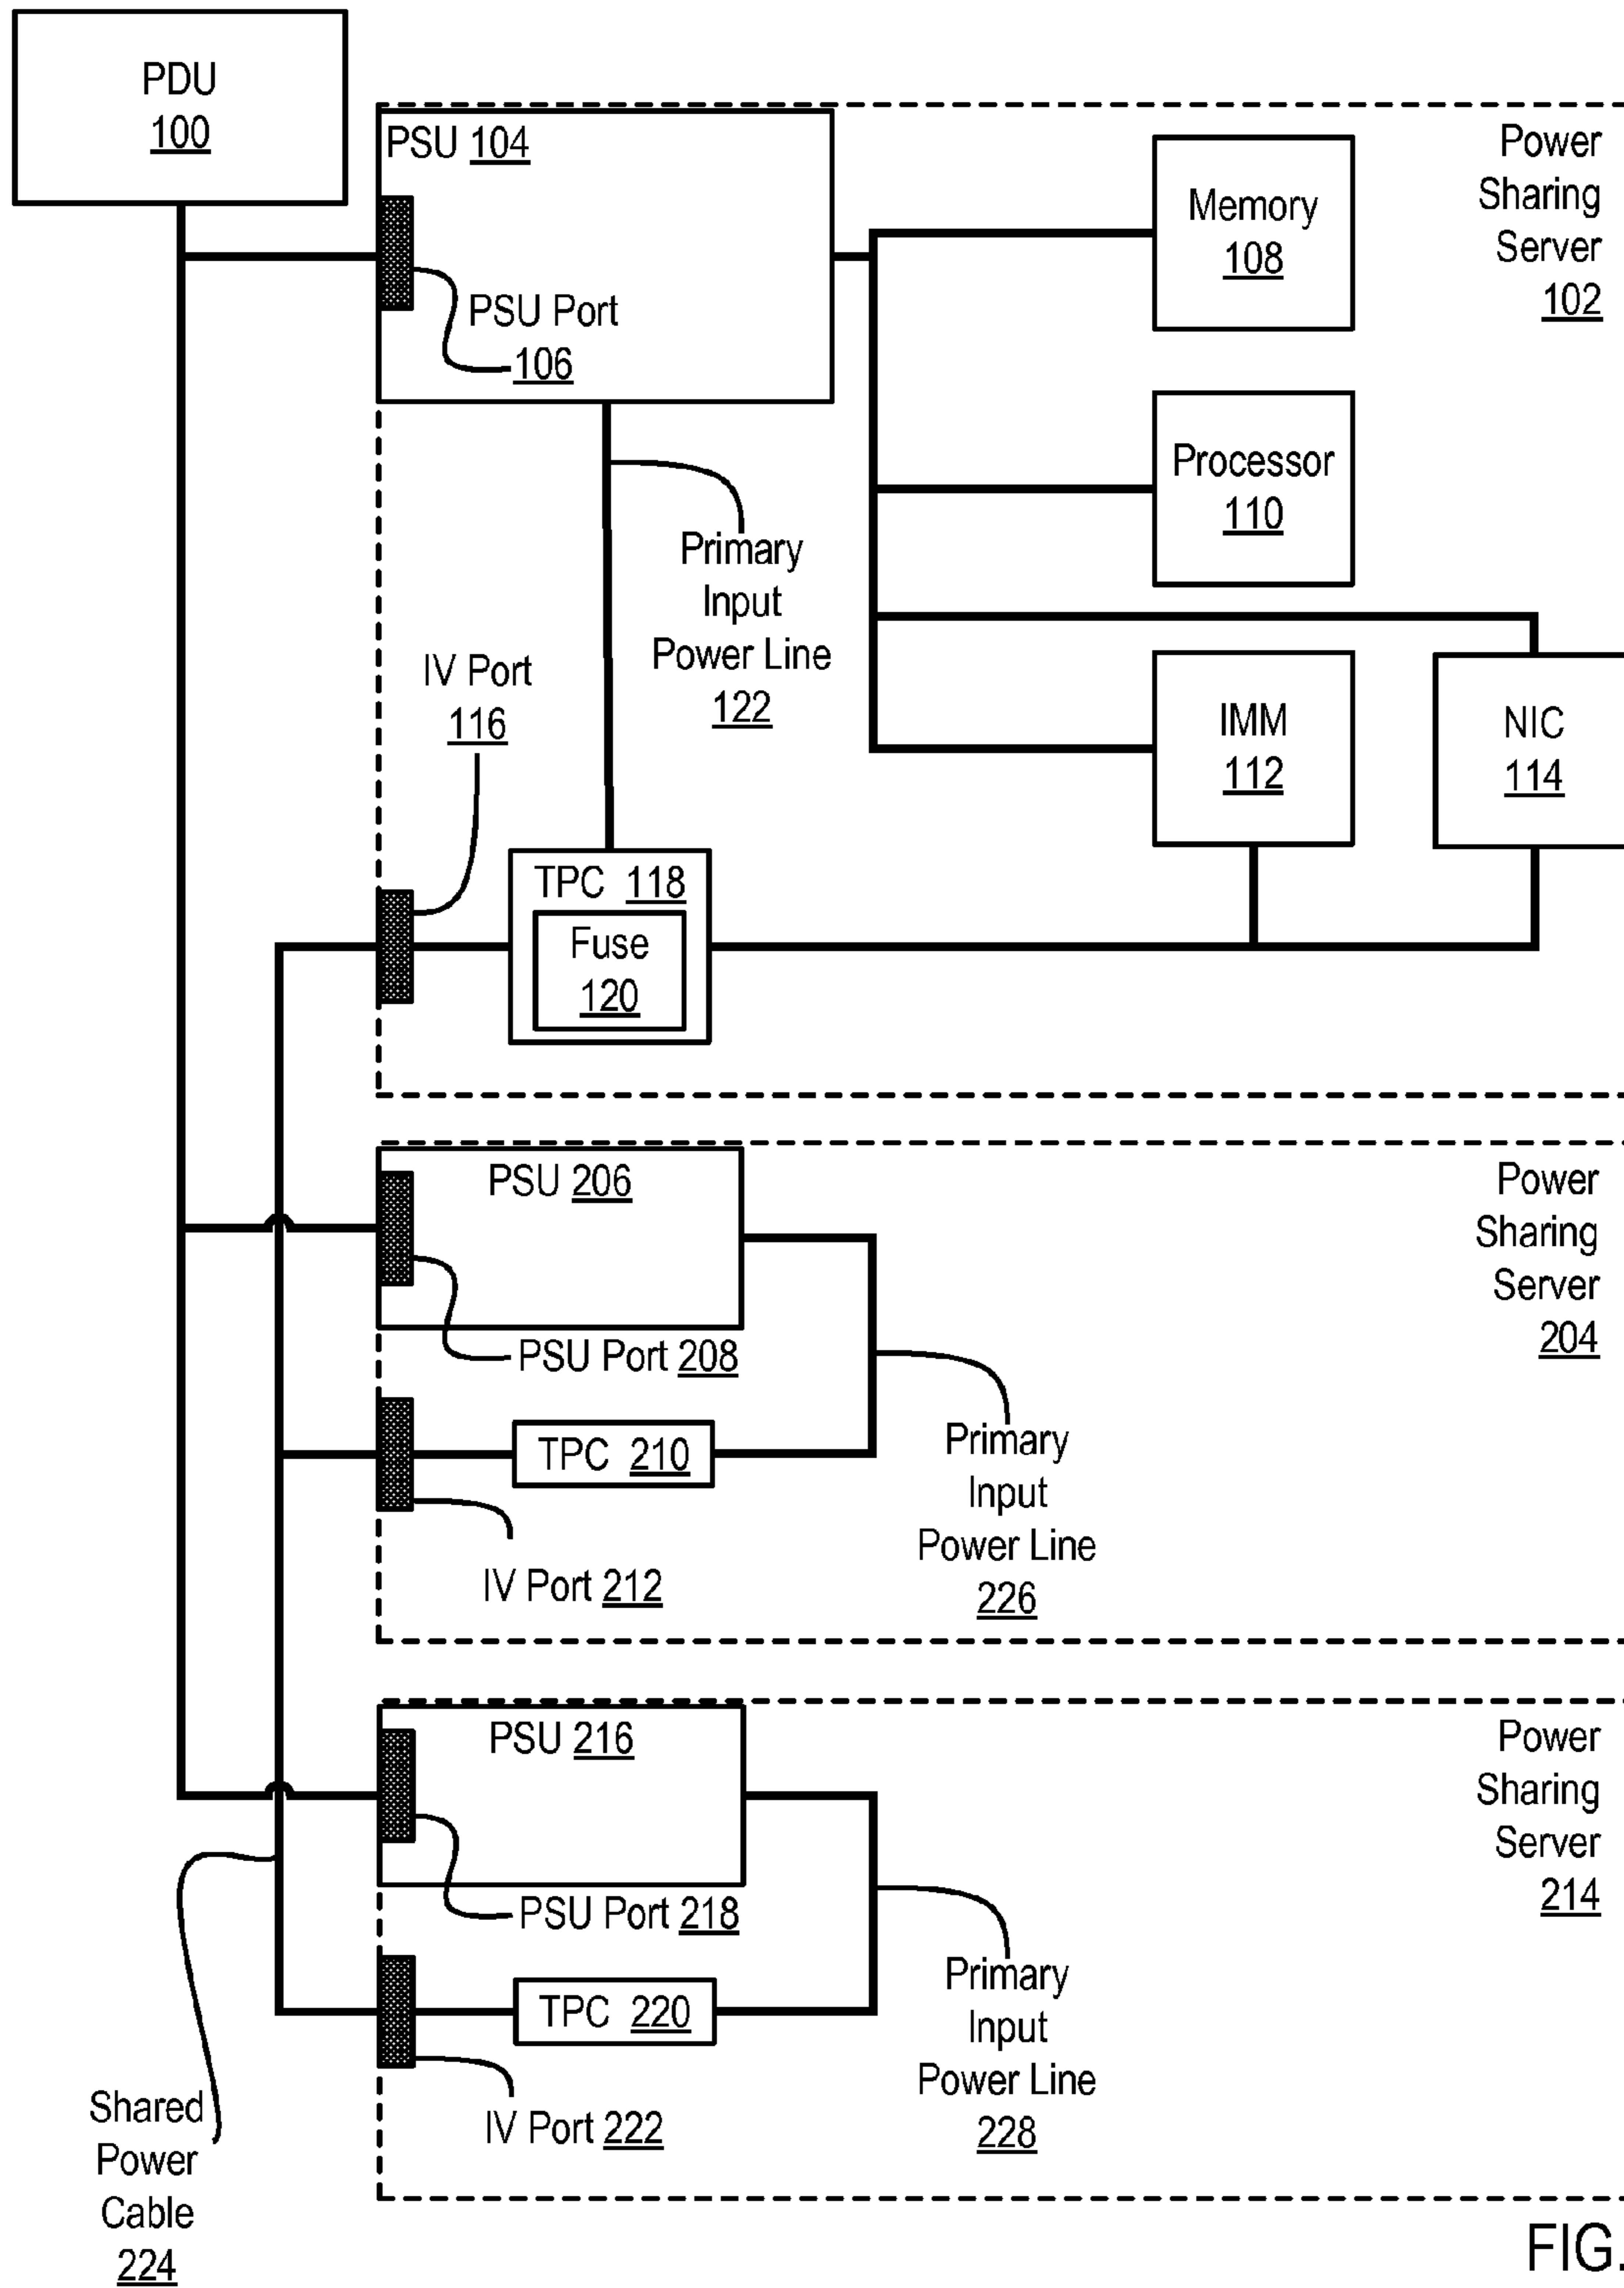 PDU
100
PSU 104
PSU Port
106
Memory
108
Power
Sharing
Server
102
Processor
110
Primary
Input
Power Line
122
IV Port
116
IMM
112
NIC
114
TPC 118
Fuse
120
PSU 206
PSU Port 208
Power
Sharing
Server
204
TPC 210
IV Port 212
Primary
Input
Power Line
226
PSU 216
PSU Port 218
Power
Sharing
Server
214
TPC 220
IV Port 222
Primary
Input
Power Line
228
Shared
Power
Cable
224
FIG.